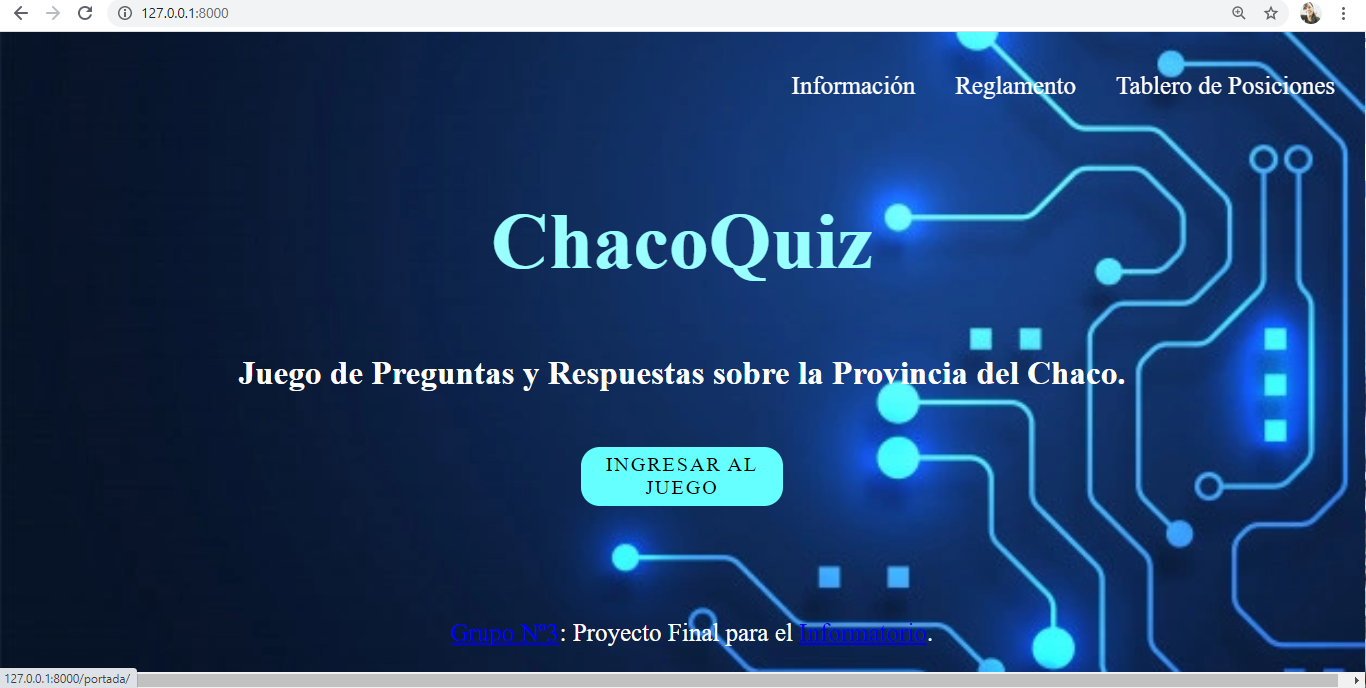 127.0.0.1:8000
Información Reglamento Tablero de Posiciones
ChacoQuiz
Juego de Preguntas y Respuestas sobre la Provincia del Chaco.
INGRESAR AL
JUEGO
Grupo Nº3: Proyecto Final para el Informatorio.
127.0.0.1:8000/portada/